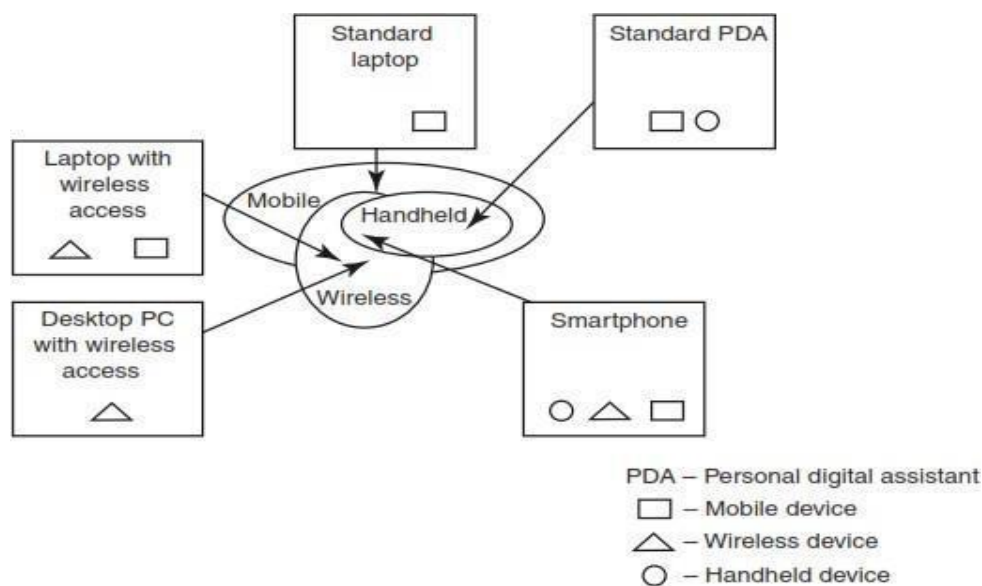 Standard
laptop
Standard PDA
Laptop with
wireless
access
Mobile
Handheld
Wireless
Desktop PC
with wireless
access
Smartphone
PDA – Personal digital assistant
– Mobile device
– Wireless device
– Handheld device